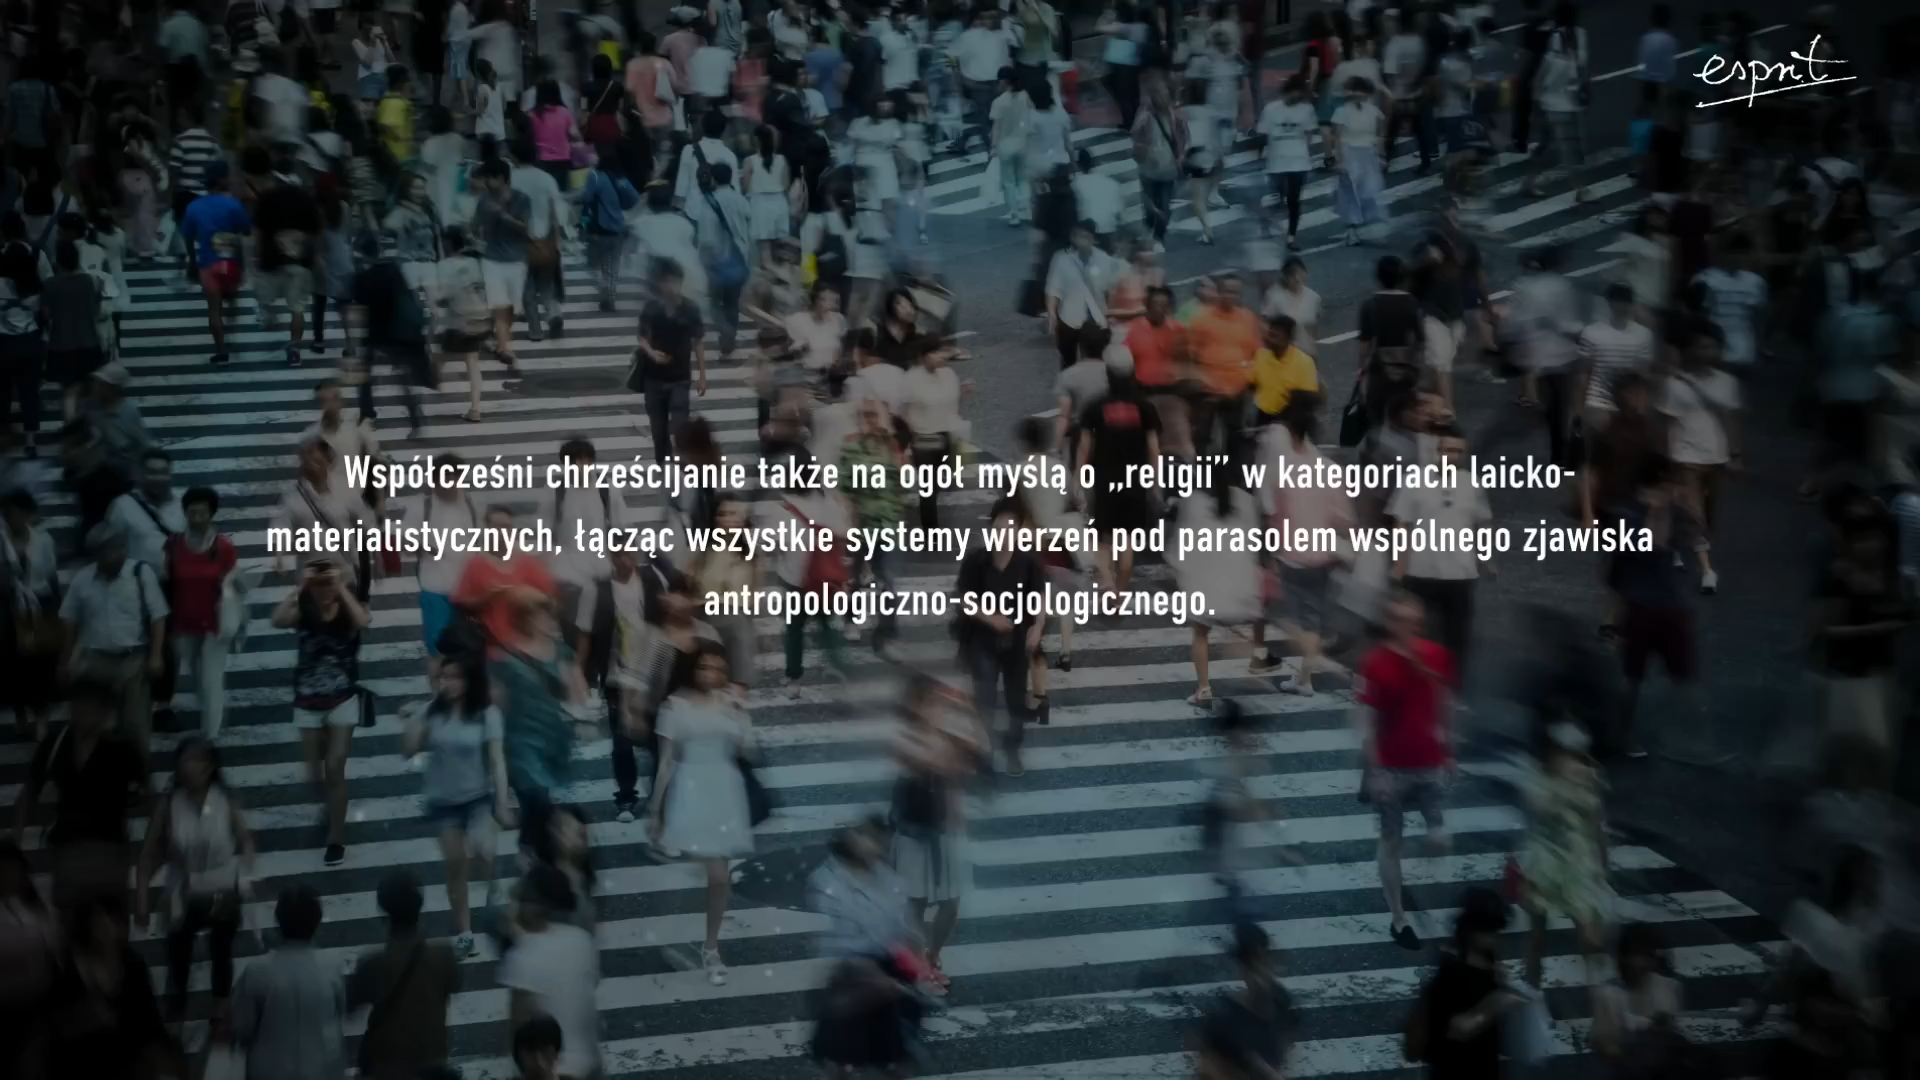 esprit
Współcześni chrześcijanie także na ogół myślą o „religii” w kategoriach laicko-
materialistycznych, łącząc wszystkie systemy wierzeń pod parasolem wspólnego zjawiska
antropologiczno-socjologicznego.